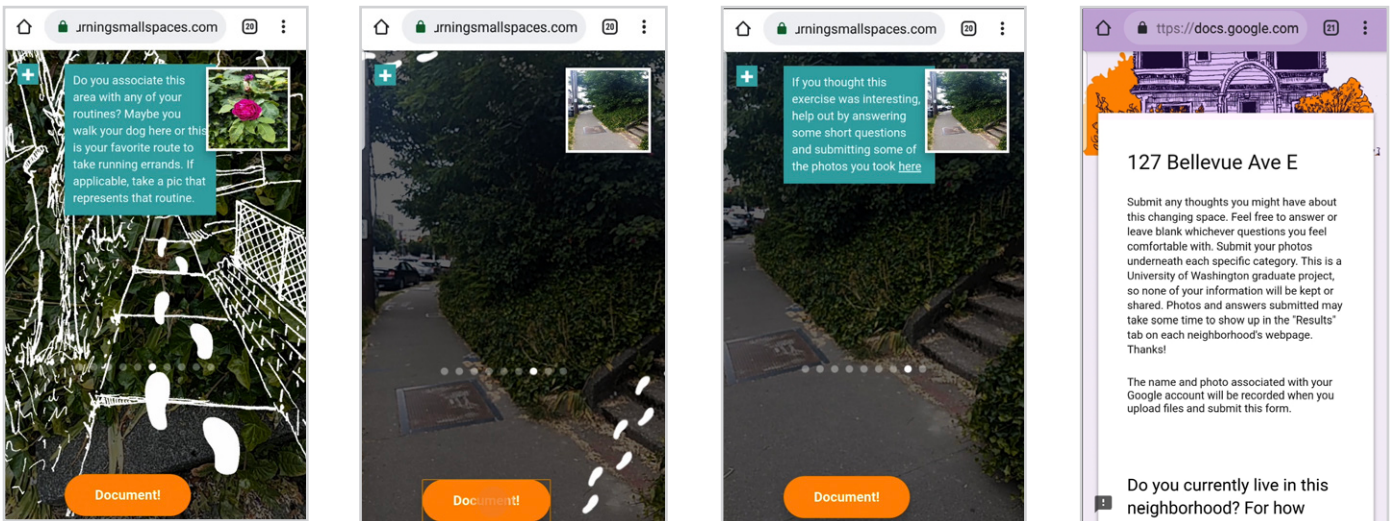 urningsmallspaces.com
20
Do you associate this
area with any of your
routines? Maybe you
walk your dog here or this
is your favorite route to
take running errands. If
applicable, take a pic that
represents that routine.
Document!
urningsmallspaces.com
20
Document!
urningsmallspaces.com
20
If you thought this
exercise was interesting,
help out by answering
some short questions
and submitting some of
the photos you took here
Document!
ttps://docs.google.com
21
127 Bellevue Ave E
Submit any thoughts you might have about
this changing space. Feel free to answer or
leave blank whichever questions you feel
comfortable with. Submit your photos
underneath each specific category. This is a
University of Washington graduate project,
so none of your information will be kept or
shared. Photos and answers submitted may
take some time to show up in the "Results"
tab on each neighborhood's webpage.
Thanks!
The name and photo associated with your
Google account will be recorded when you
upload files and submit this form.
Do you currently live in this
neighborhood? For how